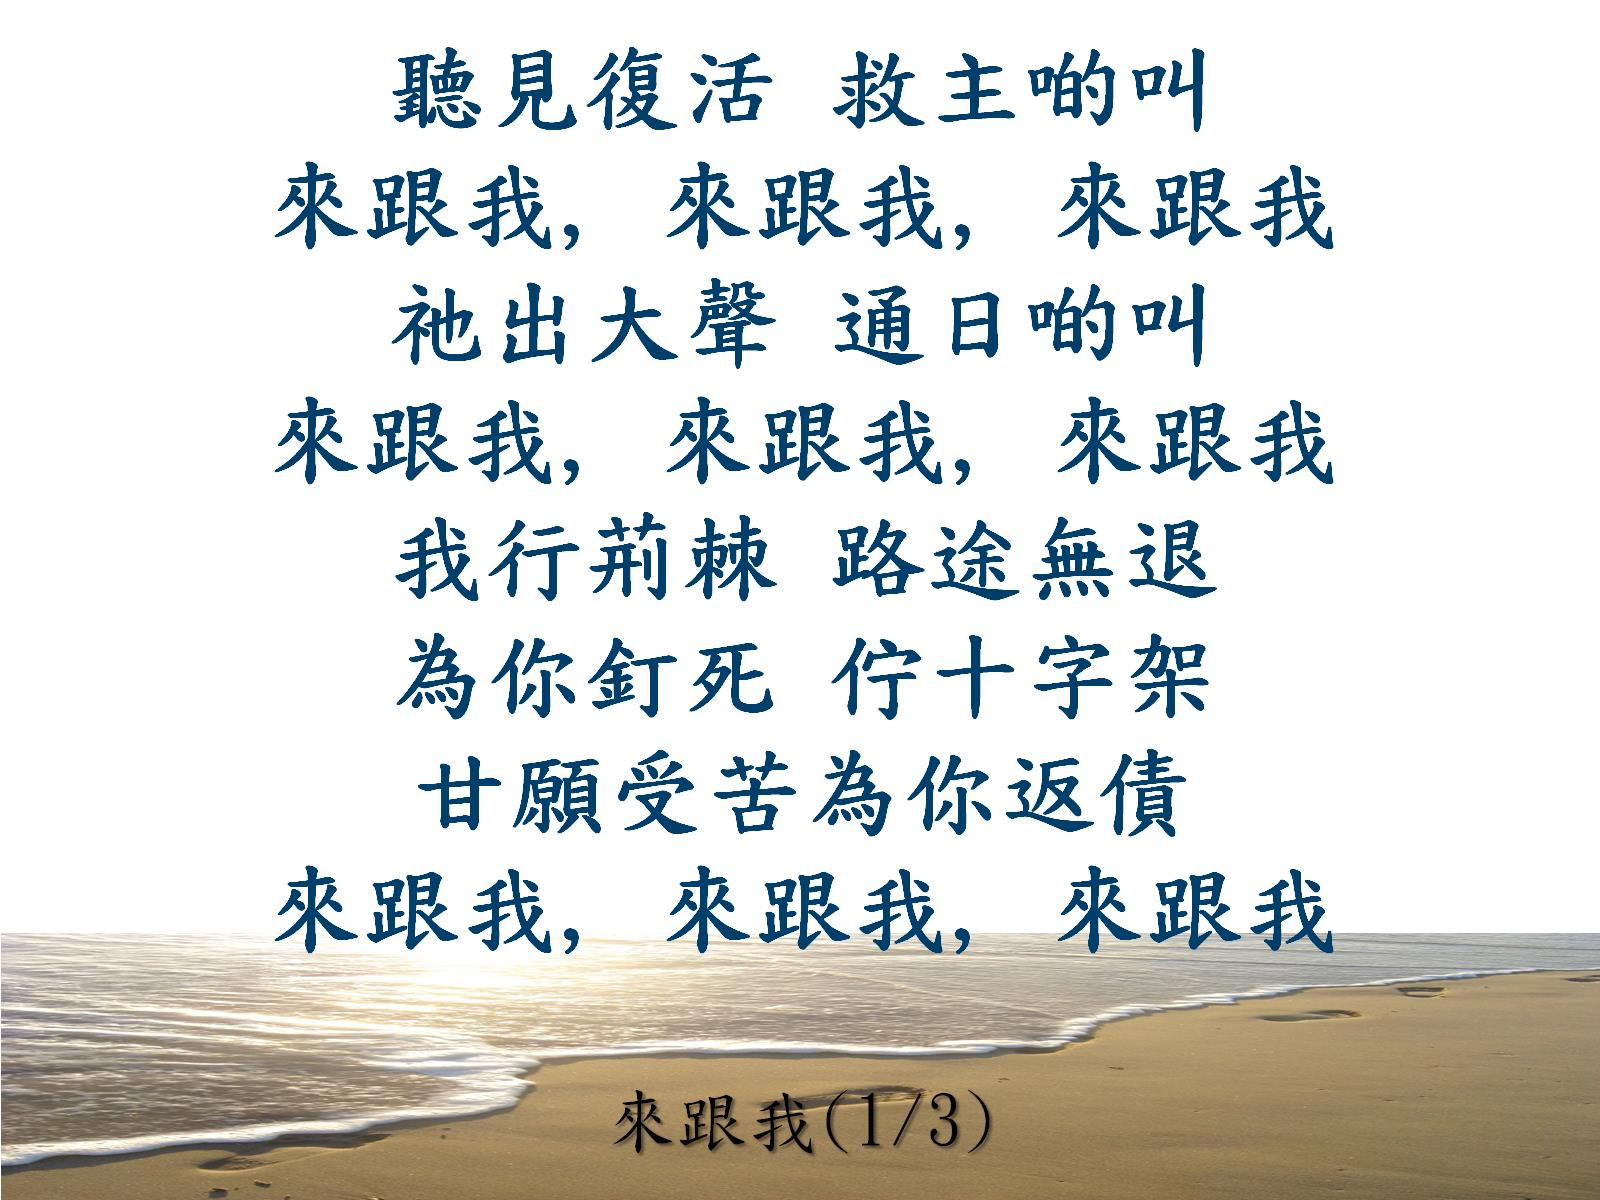 聽見復活 救主啲叫
來跟我, 來跟我, 來跟我
祂出大聲 通日啲叫
來跟我, 來跟我, 來跟我
我行荊棘 路途無退
為你釘死 佇十字架
甘願受苦為你返債
來跟我, 來跟我, 來跟我
來跟我(1/3)